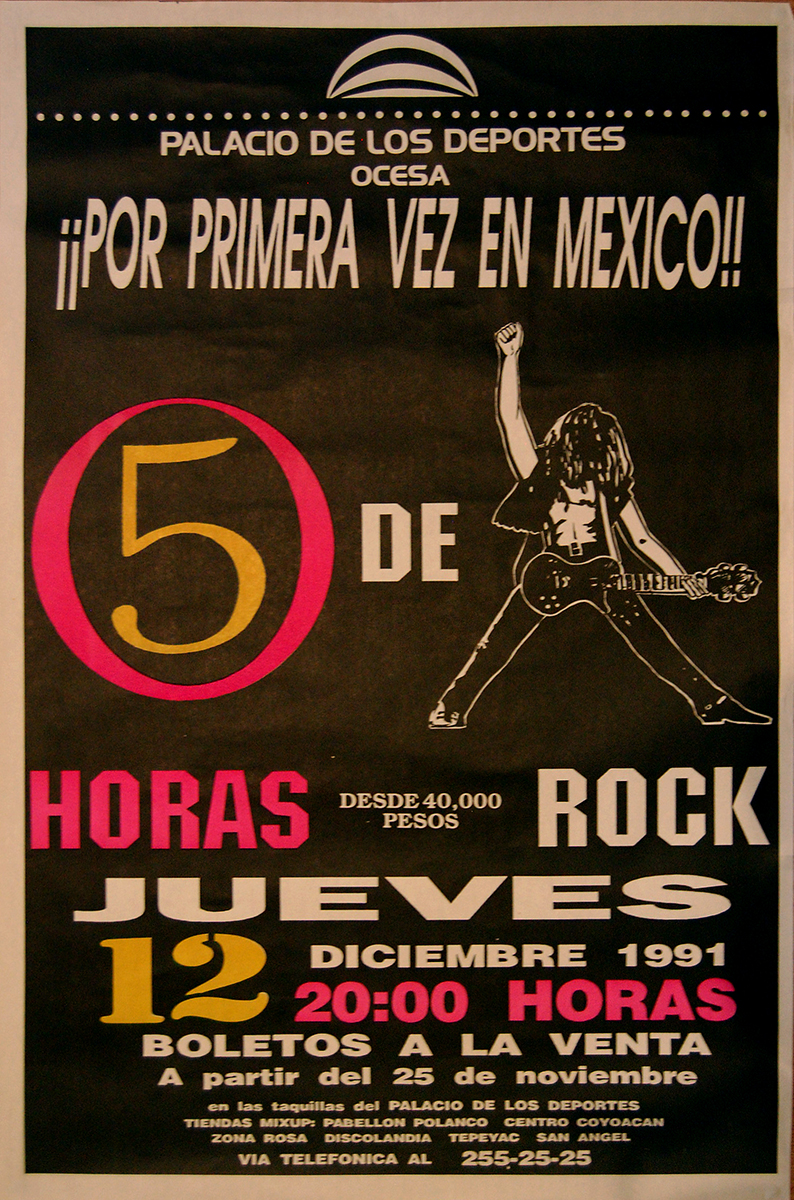 PALACIO DE LOS DEPORTES
OCESA
¡¡POR PRIMERA VEZ EN MEXICO!!
5
DE
HORAS
DESDE 40,000
PESOS
ROCK
JUEVES
12
DICIEMBRE 1991
20:00 HORAS
BOLETOS A LA VENTA
A partir del 25 de noviembre
en las taquillas del PALACIO DE LOS DEPORTES
TIENDAS MIXUP: PABELLON POLANCO CENTRO COYOACAN
ZONA ROSA DISCOLANDIA TEPEYAC SAN ANGEL
VIA TELEFONICA AL 255-25-25